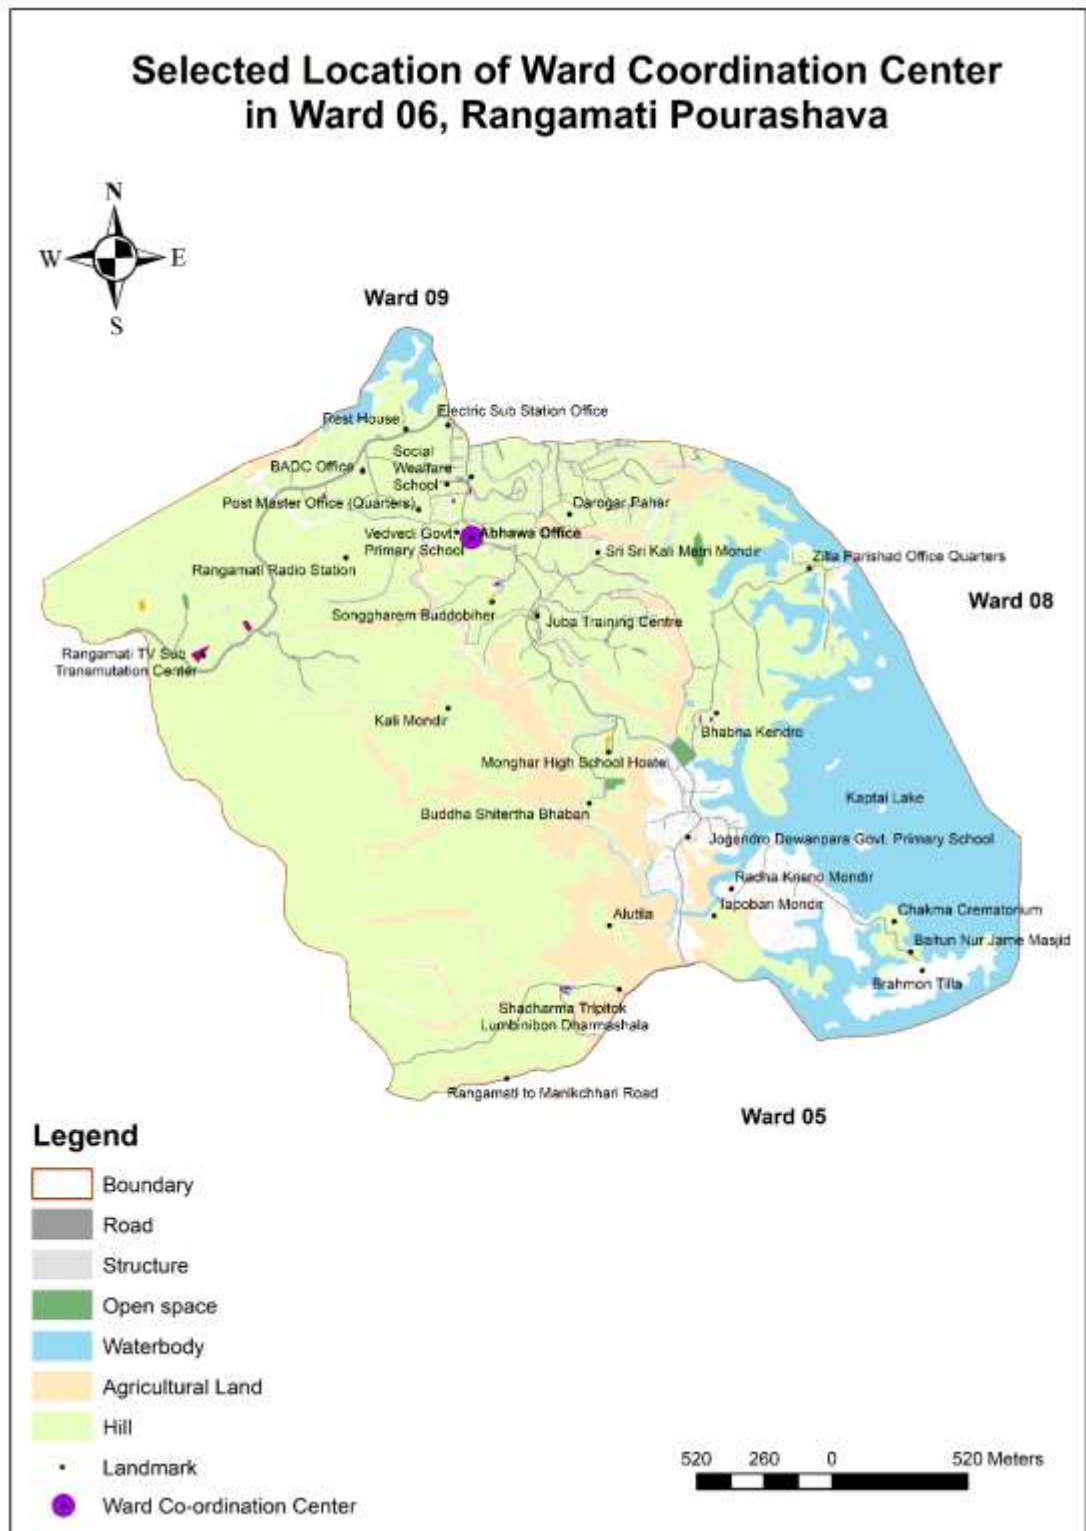 Selected Location of Ward Coordination Center
in Ward 06, Rangamati Pourashava
N
W E
S
Ward 09
Rest House
Electric Sub Station Office
Social
Wealfare
School
BADC Office
Post Master Office (Quarters)
Darogar Pahar
Vedvedi Govt.
Primary School
Abhawa Office
Sri Sri Kali Metri Mondir
Zilla Parishad Office Quarters
Rangamati Radio Station
Ward 08
Songgharem Buddobiher
Juba Training Centre
Rangamati TV Sub
Transmutation Center
Kali Mondir
Bhabna Kendro
Monghar High School Hostel
Kaptai Lake
Buddha Shitertha Bhaban
Jogendro Dewanpara Govt. Primary School
Radha Krisno Mondir
Tapoban Mondir
Alutila
Chakma Crematorium
Baitun Nur Jame Masjid
Brahmon Tilla
Shadharma Tripitok
Lumbinibon Dharmashala
Rangamati to Manikchhari Road
Ward 05
Legend
Boundary
Road
Structure
Open space
Waterbody
Agricultural Land
Hill
Landmark
Ward Co-ordination Center
520 260 0 520 Meters